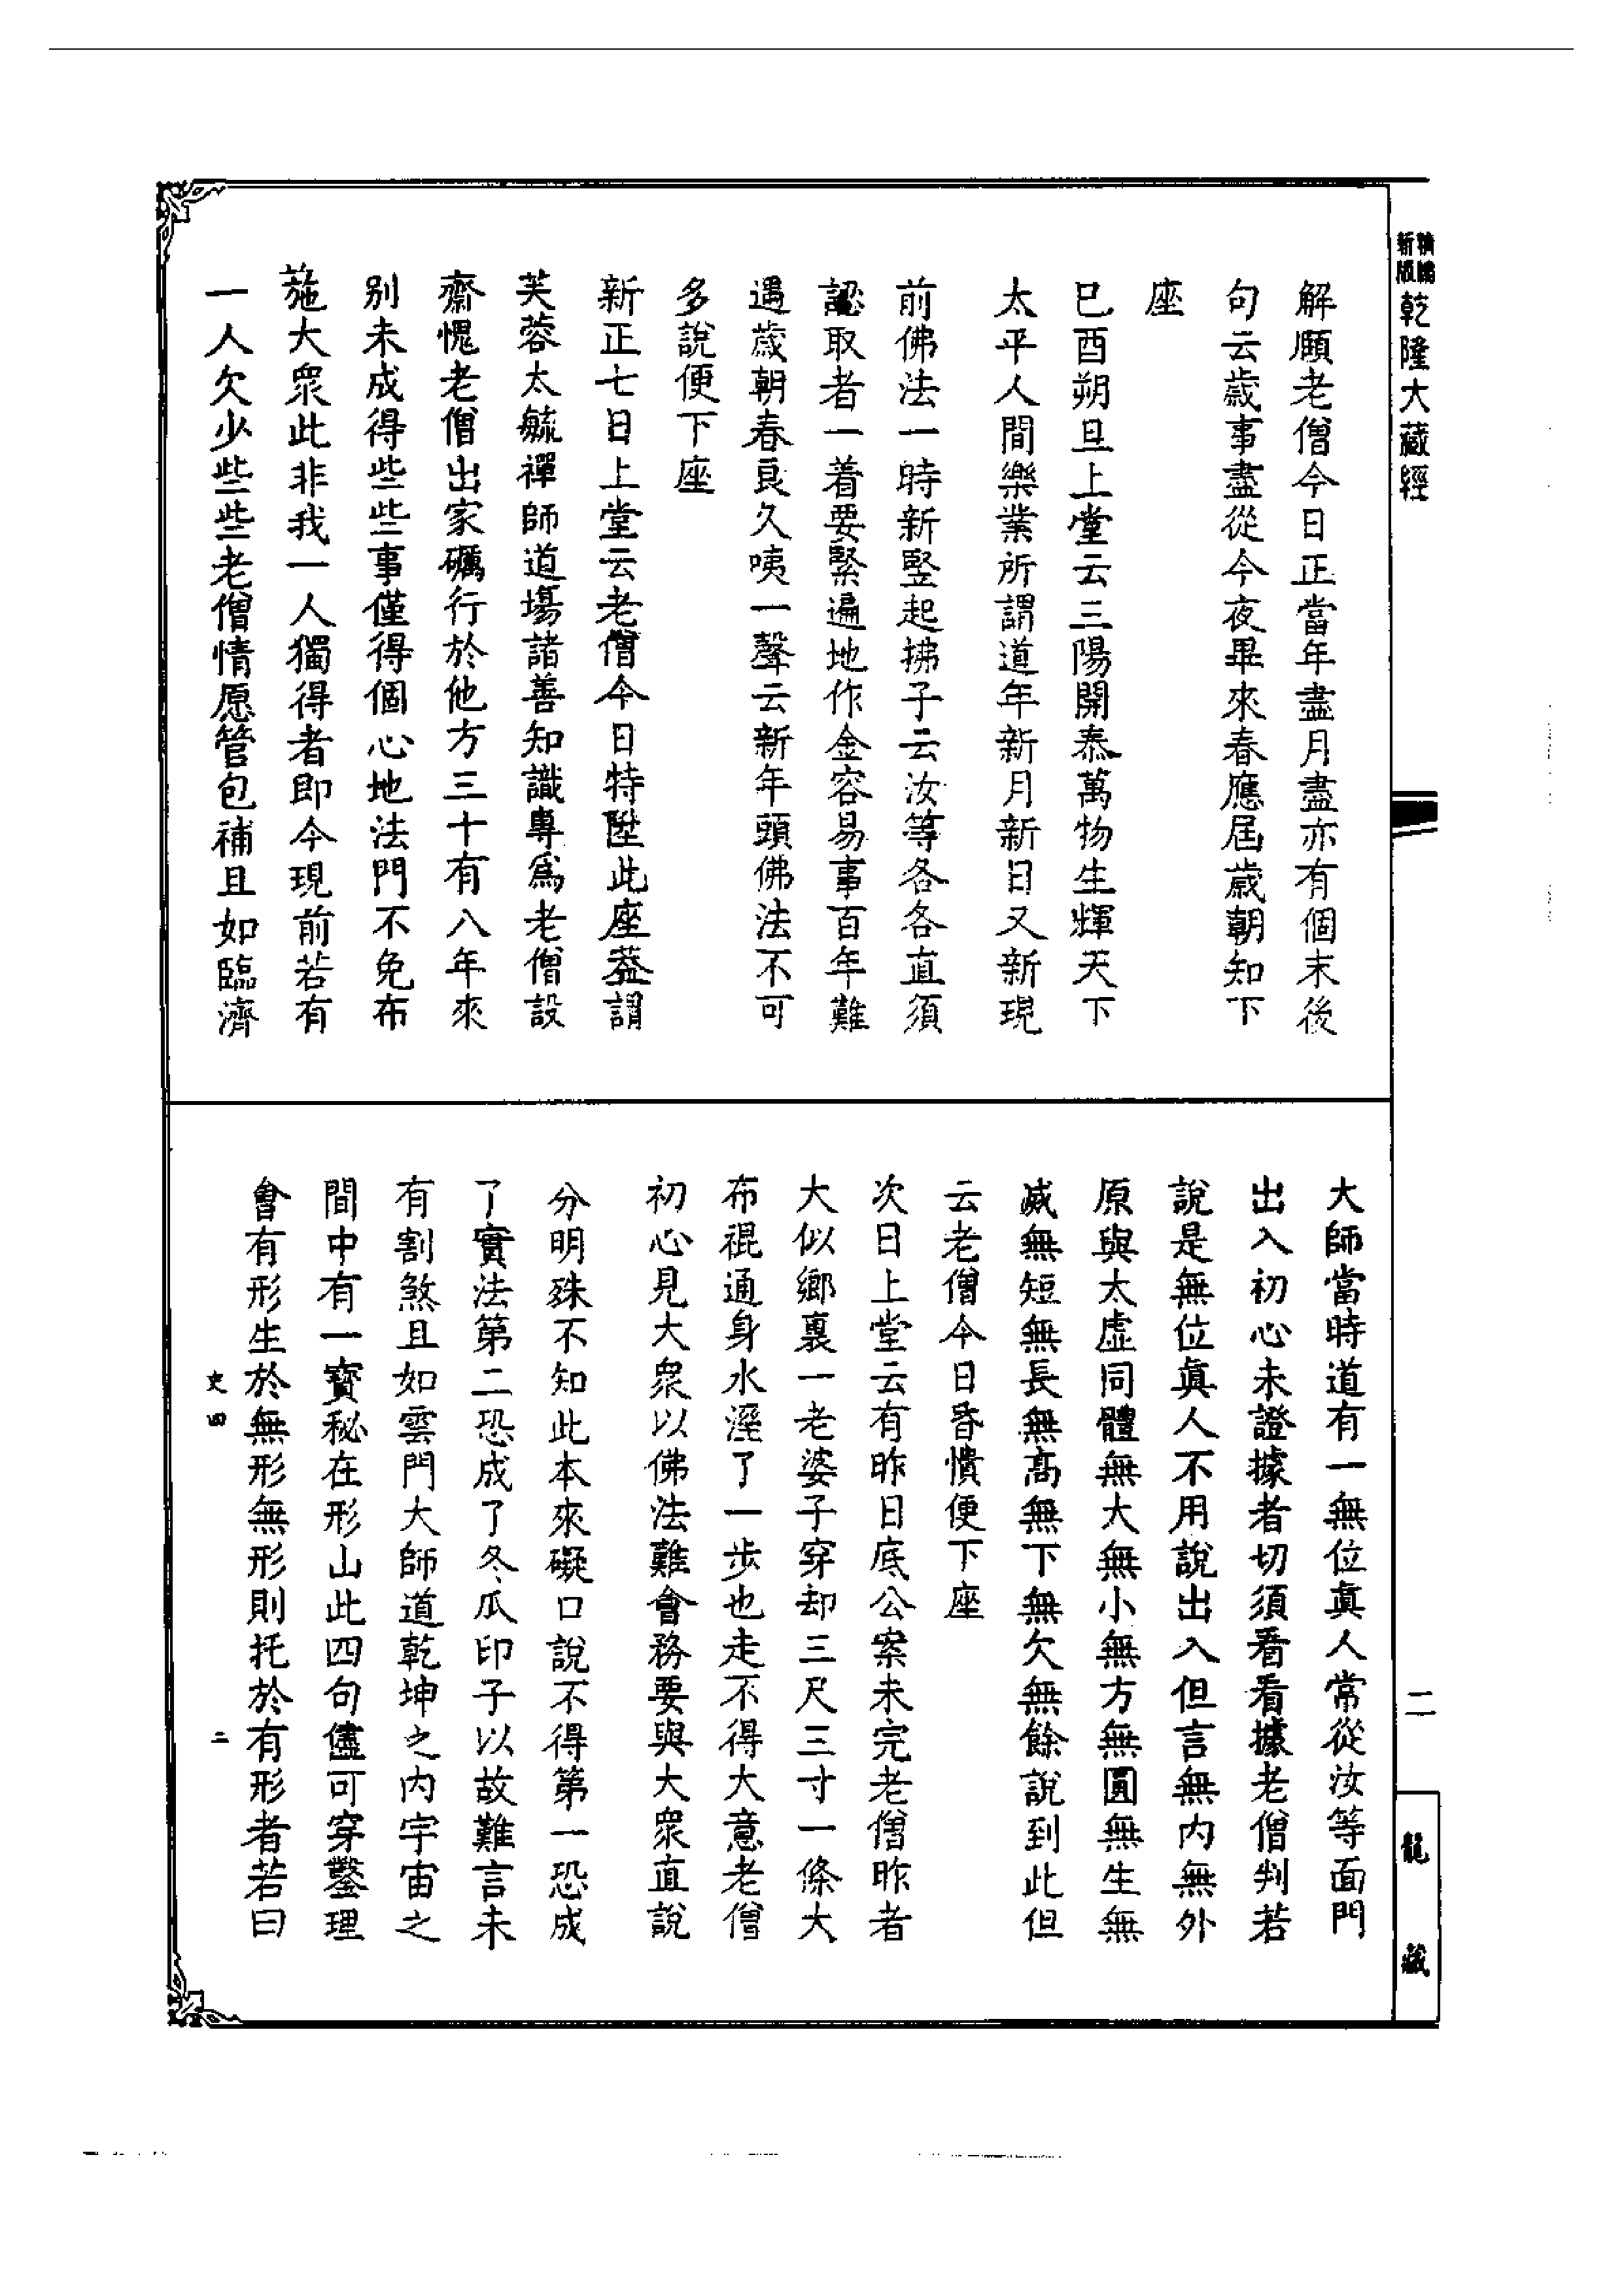 精編
新版
乾隆大藏經
解願老僧今日正當年盡月盡亦有個末後
句云歲事盡從今夜畢來春應屆歲朝知下
座
巳酉朔旦上堂云三陽開泰萬物生輝天下
太平人間樂業所謂道年新月新日又新現
前佛法一時新竪起拂子云汝等各各直須
認取者一着要緊遍地作金容易事百年難
遇歲朝春良久咦一聲云新年頭佛法不可
多說便下座
新正七日上堂云老僧今日特陞此座葢謂
芙蓉太毓禪師道塲諸善知識專爲老僧設
齋愧老僧出家礪行於他方三十有八年來
別未成得些些事僅得個心地法門不免布
施大衆此非我一人獨得者即今現前若有
一人欠少些些老僧情愿管包補且如臨濟
大師當時道有一無位眞人常從汝等面門
出入初心未證據者切須看看據老僧判若
說是無位眞人不用說出入但言無內無外
原與太虛同體無大無小無方無圓無生無
滅無短無長無高無下無欠無餘說到此但
云老僧今日昏憒便下座
次日上堂云有昨日底公案未完老僧昨者
大似鄉裏一老婆子穿却三尺三寸一條大
布裩通身水溼了一步也走不得大意老僧
初心見大衆以佛法難會務要與大衆直說
分明殊不知此本來礙口說不得第一恐成
了實法第二恐成了冬瓜印子以故難言未
有割煞且如雲門大師道乾坤之內宇宙之
間中有一寶秘在形山此四句儘可穿鑿理
會有形生於無形無形則托於有形者若曰
史四
二
二
龍藏